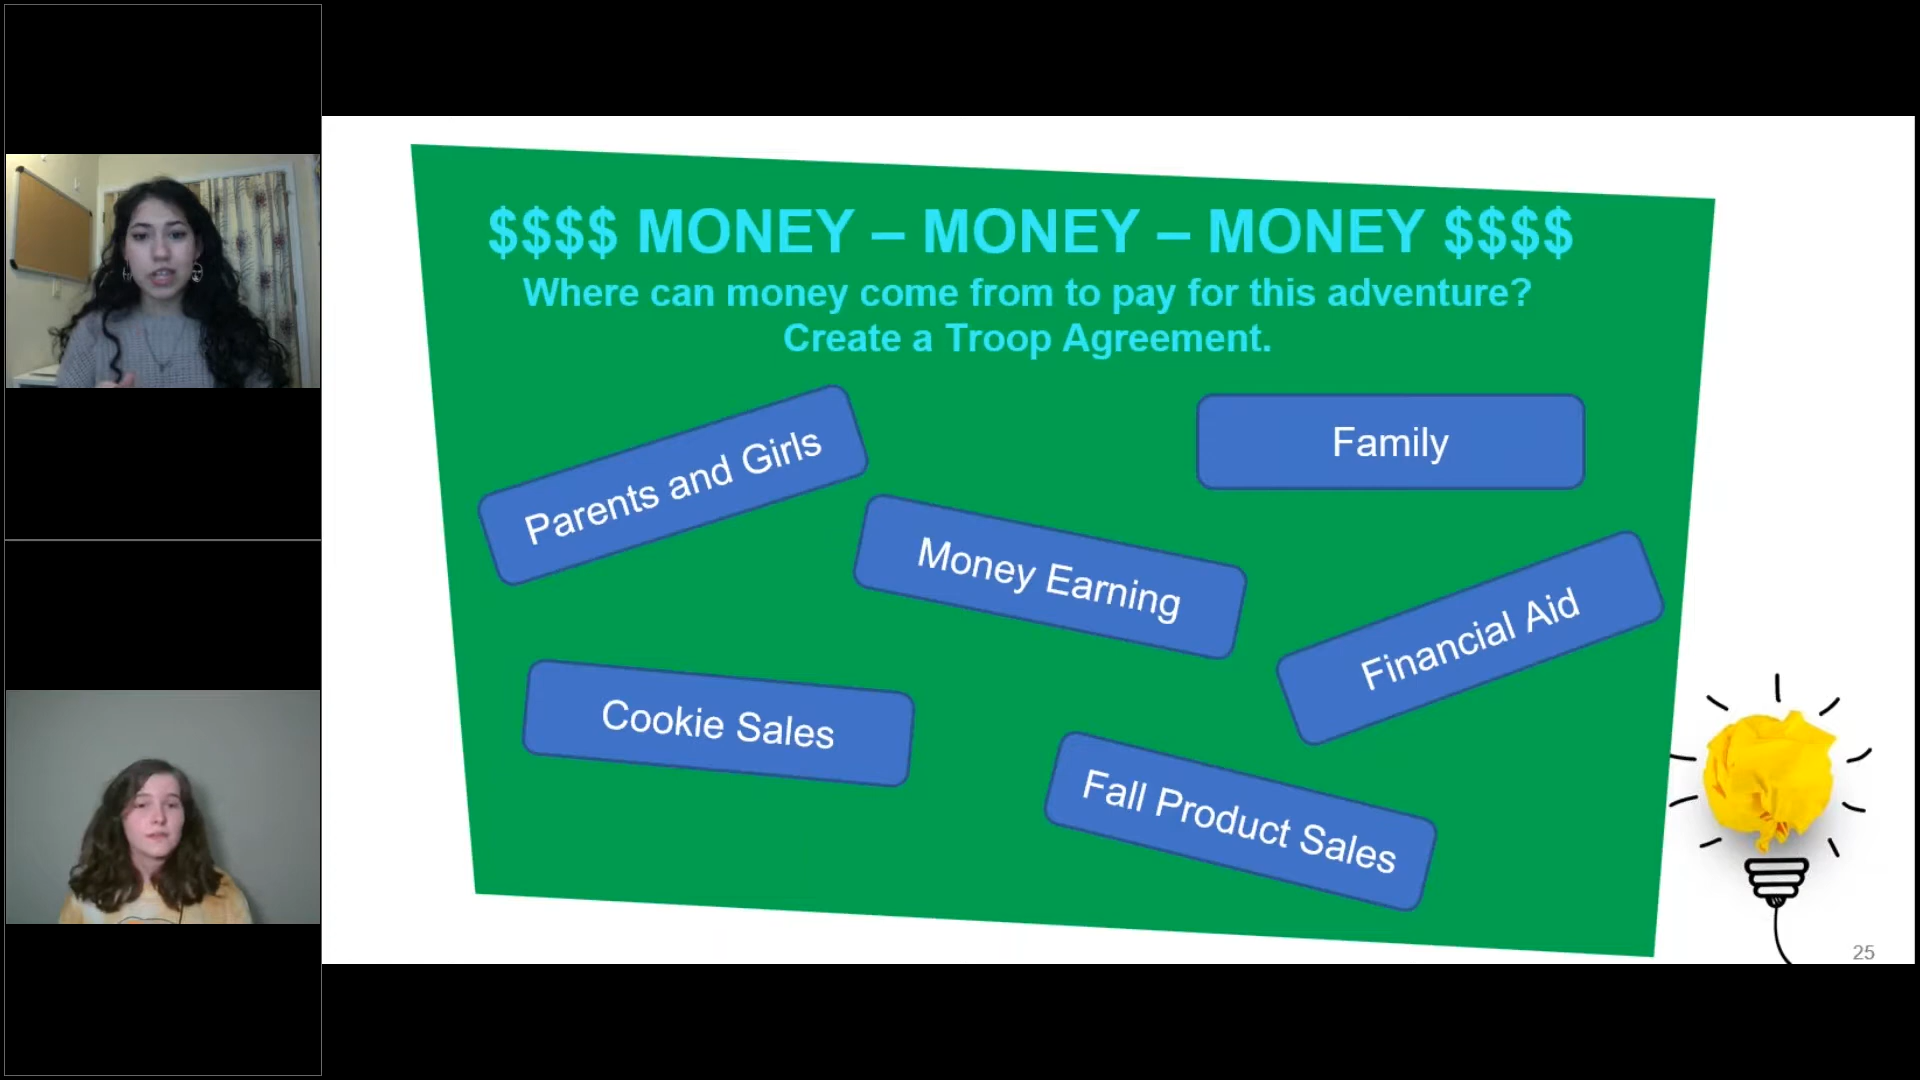 $$$$ MONEY – MONEY – MONEY $$$$
Where can money come from to pay for this adventure?
Create a Troop Agreement.
Parents and Girls
Family
Money Earning
Financial Aid
Cookie Sales
Fall Product Sales
25